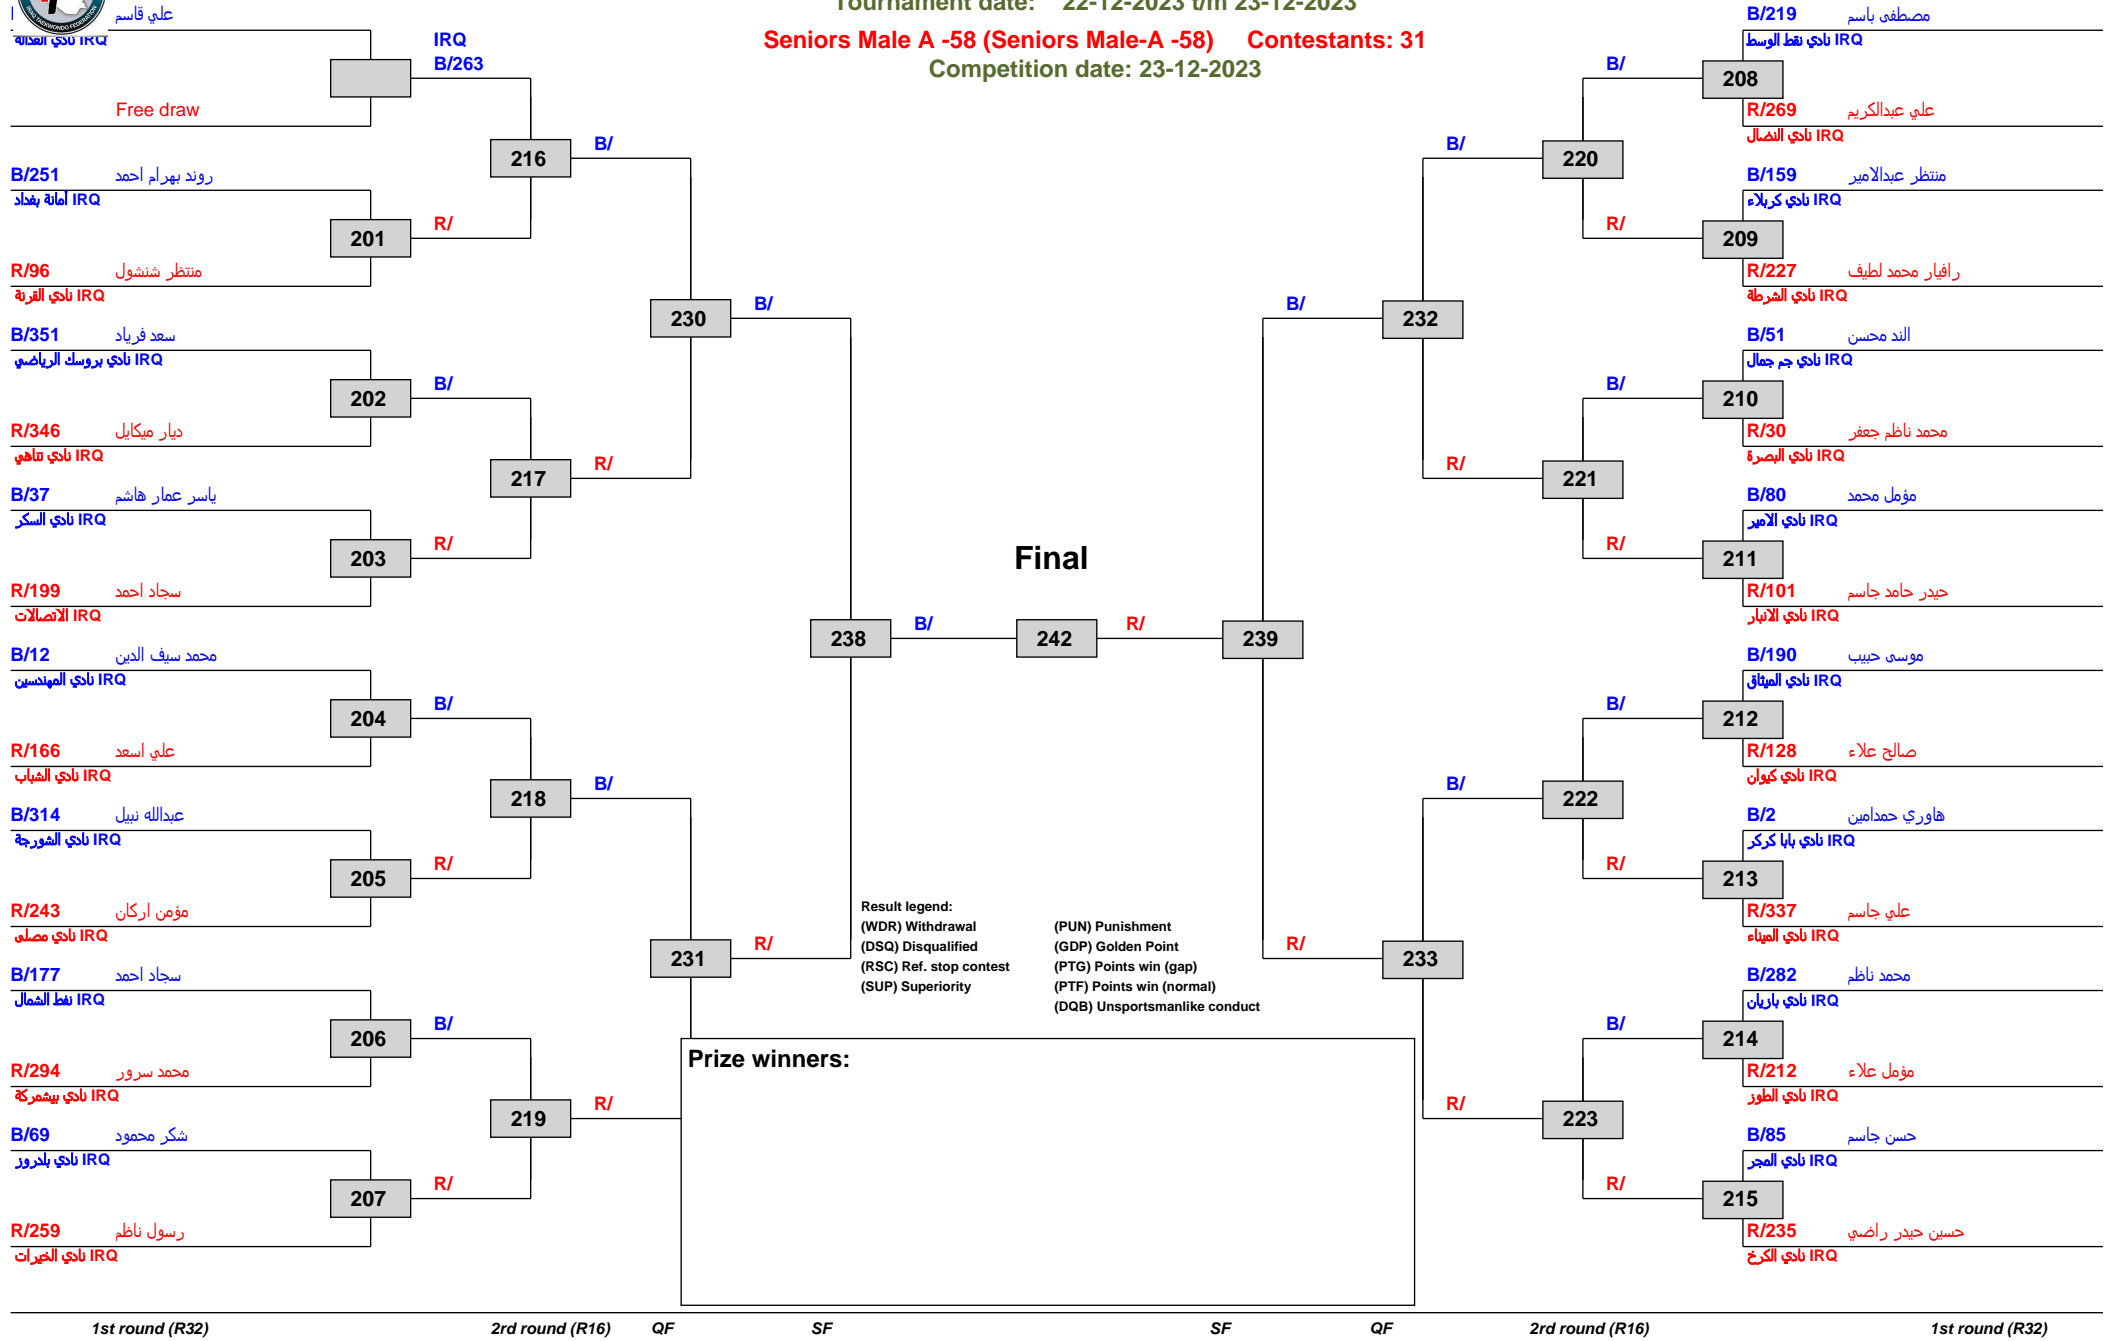 IRAQ TAEKWONDO FEDERATION
Tournament date: 22-12-2023 t/m 23-12-2023
Seniors Male A -58 (Seniors Male-A -58) Contestants: 31
Competition date: 23-12-2023
علي قاسم
IRQ نادي العدالة
Free draw
IRQ
B/263
B/251 روند بهرام احمد
IRQ أمانة بغداد
201
R/96 منتظر شنشول
IRQ نادي القرنة
B/351 سعد فرياد
IRQ نادي بروسك الرياضي
202
R/346 ديار ميكايل
IRQ نادي نتاهي
B/37 ياسر عمار هاشم
IRQ نادي السكر
203
R/199 سجاد احمد
IRQ الاتصالات
B/12 محمد سيف الدين
IRQ نادي المهندسين
204
R/166 علي اسعد
IRQ نادي الشباب
B/314 عبدالله نبيل
IRQ نادي الشورجة
205
R/243 مؤمن اركان
IRQ نادي مصلى
B/177 سجاد احمد
IRQ نفط الشمال
206
R/294 محمد سرور
IRQ نادي بيشمركة
B/69 شكر محمود
IRQ نادي بلدروز
207
R/259 رسول ناظم
IRQ نادي الخيرات
216
R/
B/
217
R/
B/
218
R/
B/
219
R/
B/
230
R/
B/
231
R/
B/
238
R/
B/
Final
B/
242
R/
239
B/
R/
232
B/
R/
233
B/
R/
220
B/
R/
221
B/
R/
222
B/
R/
223
B/
R/
B/219 مصطفى باسم
IRQ نادي نقط الوسط
208
R/269 علي عبدالكريم
IRQ نادي النضال
B/159 منتظر عبدالامير
IRQ نادي كربلاء
209
R/227 رافيار محمد لطيف
IRQ نادي الشرطة
B/51 الند محسن
IRQ نادي جم جمال
210
R/30 محمد ناظم جعفر
IRQ نادي البصرة
B/80 مؤمل محمد
IRQ نادي الامير
211
R/101 حيدر حامد جاسم
IRQ نادي الانبار
B/190 موسى حبيب
IRQ نادي الميثاق
212
R/128 صالح علاء
IRQ نادي كيوان
B/2 هاوري حمدامين
IRQ نادي بابا كركر
213
R/337 علي جاسم
IRQ نادي الميناء
B/282 محمد ناظم
IRQ نادي بازيان
214
R/212 مؤمل علاء
IRQ نادي الطوز
B/85 حسن جاسم
IRQ نادي المجر
215
R/235 حسين حيدر راضي
IRQ نادي الكرخ
Result legend:
(WDR) Withdrawal (PUN) Punishment
(DSQ) Disqualified (GDP) Golden Point
(RSC) Ref. stop contest (PTG) Points win (gap)
(SUP) Superiority (PTF) Points win (normal)
(DQB) Unsportsmanlike conduct
Prize winners:
1st round (R32) 2rd round (R16) QF SF SF QF 2rd round (R16) 1st round (R32)